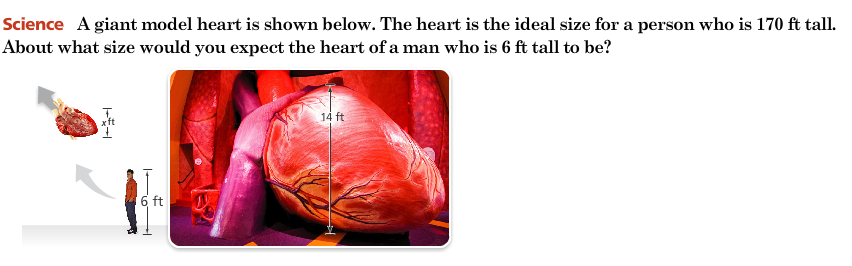 Science A giant model heart is shown below. The heart is the ideal size for a person who is 170 ft tall.
About what size would you expect the heart of a man who is 6 ft tall to be?
14 ft
x ft
6 ft